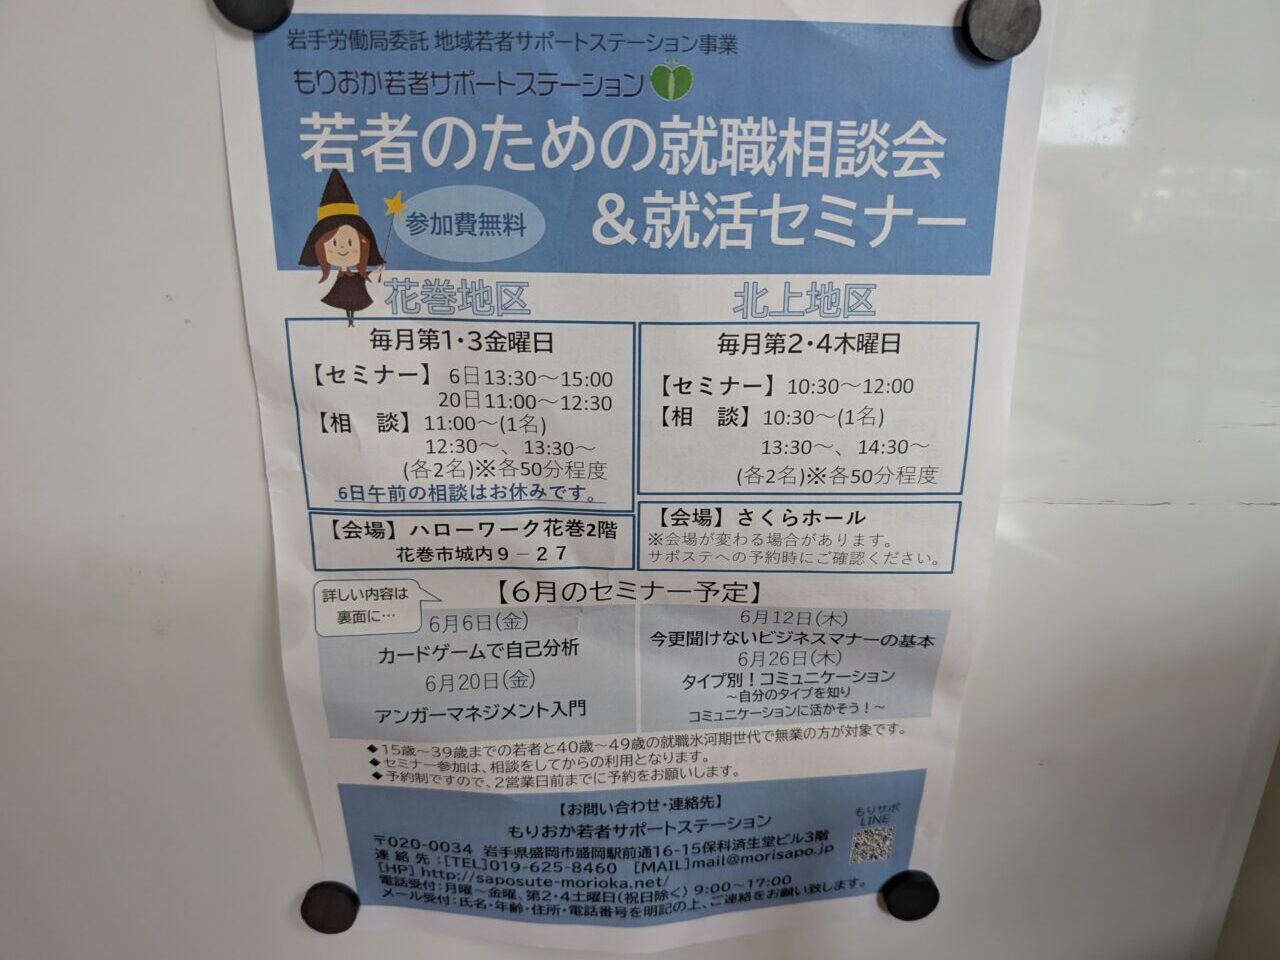 岩手労働局委託 地域若者サポートステーション事業
もりおか若者サポートステーション
若者のための就職相談会
&就活セミナー
参加費無料
花巻地区
毎月第1・3金曜日
【セミナー】 6日13:30～15:00
20日11:00～12:30
【相　談】 11:00～(1名)
12:30～、13:30～
(各2名)※各50分程度
6日午前の相談はお休みです。
【会場】 ハローワーク花巻2階
花巻市城内9－27
北上地区
毎月第2・4木曜日
【セミナー】 10:30～12:00
【相　談】 10:30～(1名)
13:30～、14:30～
(各2名)※各50分程度
【会場】 さくらホール
※会場が変わる場合があります。
サポステへの予約時にご確認ください。
【6月のセミナー予定】
詳しい内容は
裏面に…
6月6日(金)
カードゲームで自己分析
6月20日(金)
アンガーマネジメント入門
6月12日(木)
今更聞けないビジネスマナーの基本
6月26日(木)
タイプ別！コミュニケーション
～自分のタイプを知り
コミュニケーションに活かそう！～
◆15歳～39歳までの若者と40歳～49歳の就職氷河期世代で無業の方が対象です。
◆セミナー参加は、相談をしてからの利用となります。
◆予約制ですので、2営業日前までに予約をお願いします。
【お問い合わせ・連絡先】
もりおか若者サポートステーション
〒020-0034　岩手県盛岡市盛岡駅前通16-15保科済生堂ビル3階
連絡先：[TEL]019-625-8460　[MAIL]mail@morisapo.jp
[HP] http://saposute-morioka.net/
電話受付：月曜～金曜、第2・4土曜日(祝日除く) 9:00～17:00
メール受付：氏名・年齢・住所・電話番号を明記の上、ご連絡をお願い致します。
もりサポ
LINE